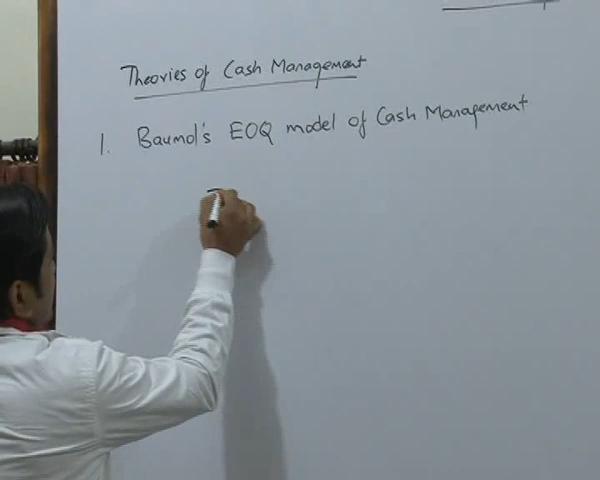 Theories of Cash Management
1. Baumol's EOQ model of Cash Management